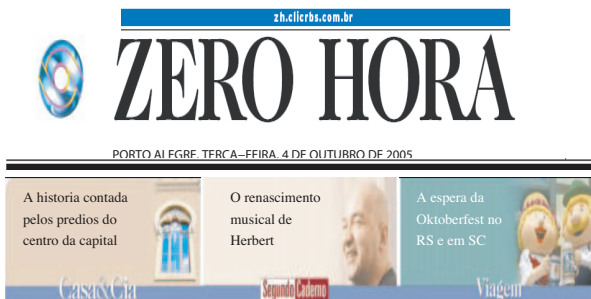 zh.clicrbs.com.br
ZERO HORA
PORTO ALEGRE, TERCA-FEIRA, 4 DE OUTUBRO DE 2005
A historia contada
pelos predios do
centro da capital
Casa&Cia
O renascimento
musical de
Herbert
Segundo Caderno
A espera da
Oktoberfest no
RS e em SC
Viagem